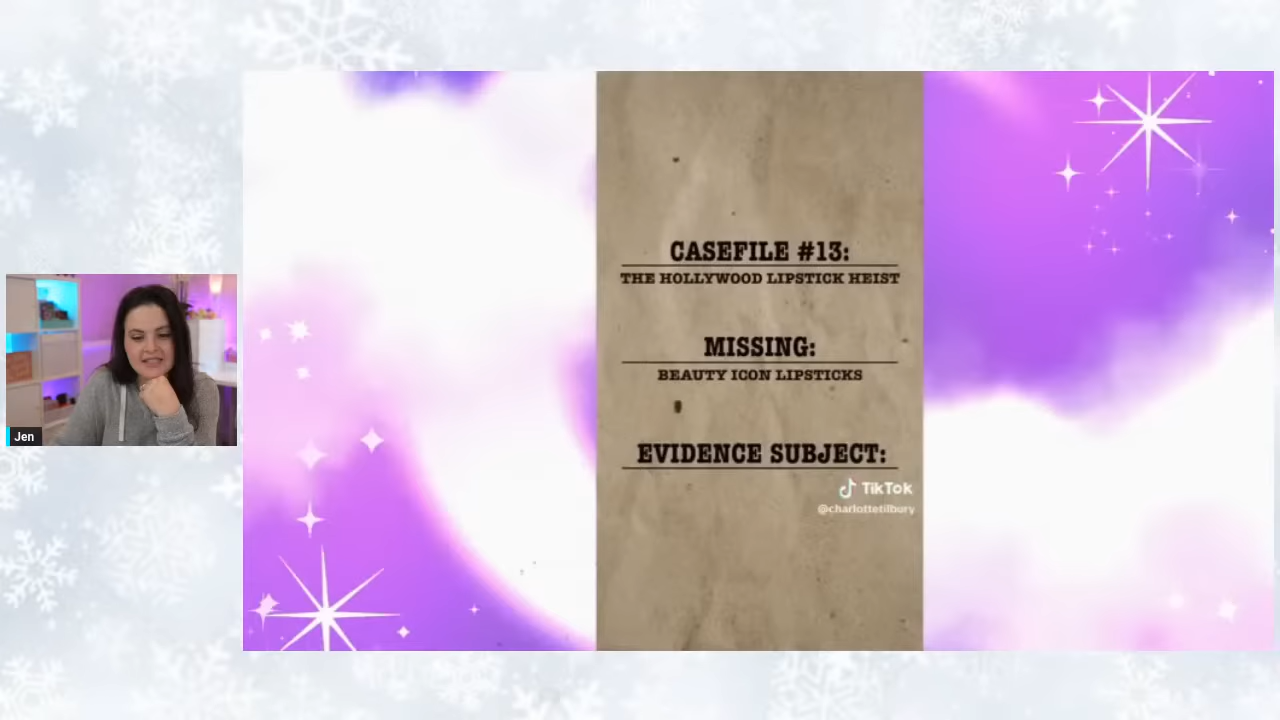 CASEFILE #13:
THE HOLLYWOOD LIPSTICK HEIST
MISSING:
BEAUTY ICON LIPSTICKS
EVIDENCE SUBJECT:
TikTok
@charlottetilbury
Jen